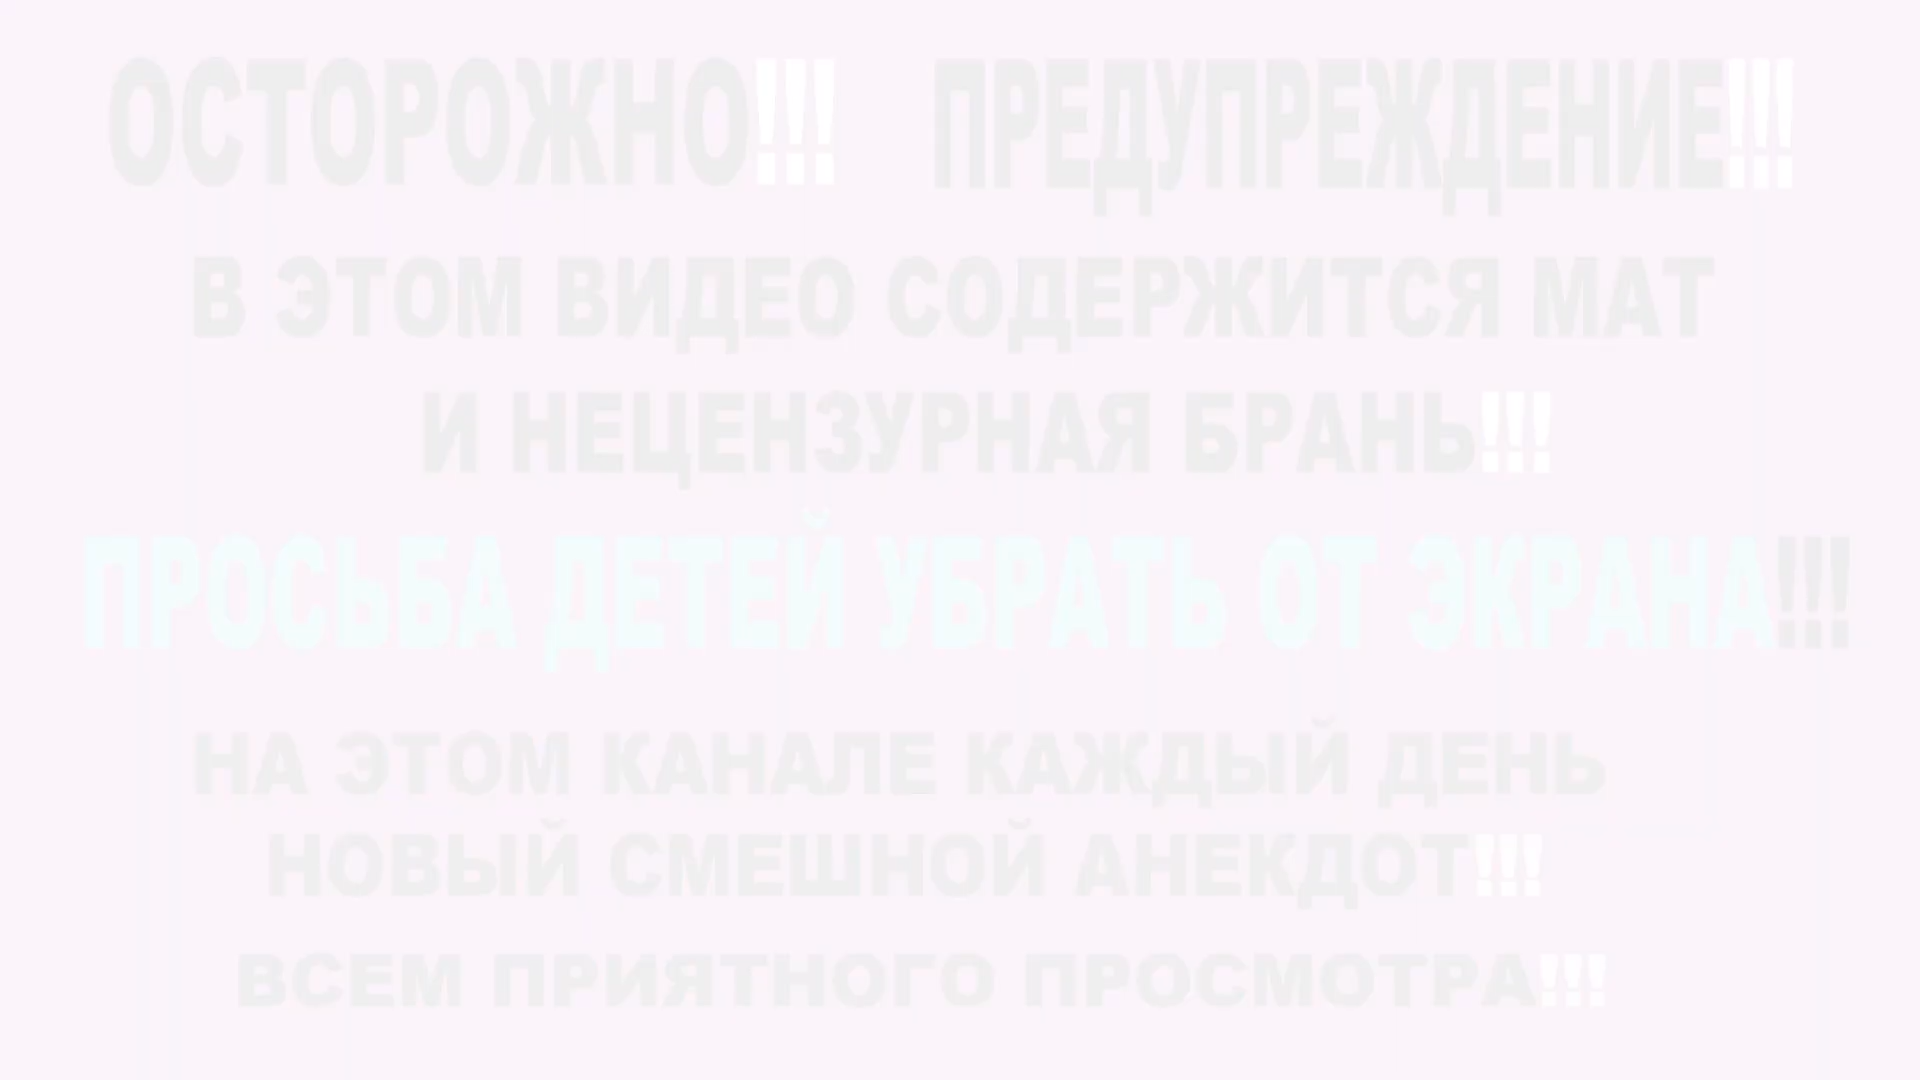 ОСТОРОЖНО!!! ПРЕДУПРЕЖДЕНИЕ!!!
В ЭТОМ ВИДЕО СОДЕРЖИТСЯ МАТ
И НЕЦЕНЗУРНАЯ БРАНЬ!!!
ПРОСЬБА ДЕТЕЙ УБРАТЬ ОТ ЭКРАНА!!!
НА ЭТОМ КАНАЛЕ КАЖДЫЙ ДЕНЬ
НОВЫЙ СМЕШНОЙ АНЕКДОТ!!!
ВСЕМ ПРИЯТНОГО ПРОСМОТРА!!!